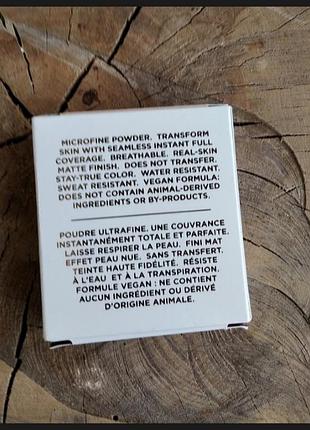 MICROFINE POWDER. TRANSFORM
SKIN WITH SEAMLESS INSTANT FULL
COVERAGE. BREATHABLE. REAL-SKIN
MATTE FINISH. DOES NOT TRANSFER.
STAY-TRUE COLOR. WATER RESISTANT.
SWEAT RESISTANT. VEGAN FORMULA:
DOES NOT CONTAIN ANIMAL-DERIVED
INGREDIENTS OR BY-PRODUCTS.
POUDRE ULTRAFINE. UNE COUVRANCE
INSTANTANÉMENT TOTALE ET PARFAITE.
LAISSE RESPIRER LA PEAU. FINI MAT
EFFET PEAU NUE. SANS TRANSFERT.
TEINTE HAUTE FIDÉLITÉ. RÉSISTE
À L'EAU ET À LA TRANSPIRATION.
FORMULE VEGAN : NE CONTIENT
AUCUN INGRÉDIENT OU DÉRIVÉ
D'ORIGINE ANIMALE.